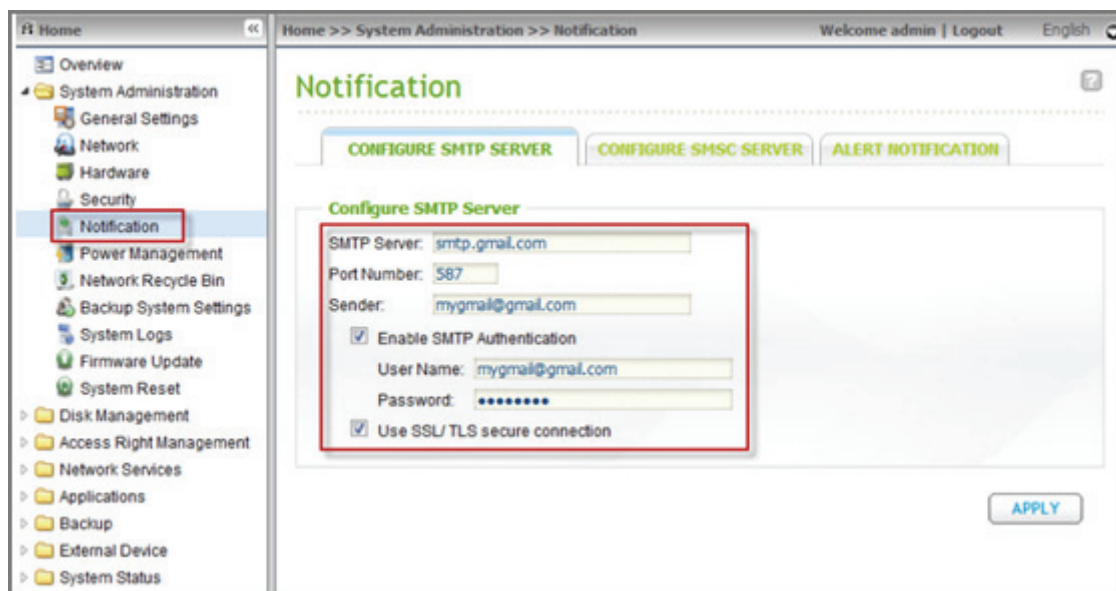 Home
Home >> System Administration >> Notification
Welcome admin | Logout
English
Overview
System Administration
General Settings
Network
Hardware
Security
Notification
Power Management
Network Recycle Bin
Backup System Settings
System Logs
Firmware Update
System Reset
Disk Management
Access Right Management
Network Services
Applications
Backup
External Device
System Status
Notification
CONFIGURE SMTP SERVER
CONFIGURE SMSC SERVER
ALERT NOTIFICATION
Configure SMTP Server
SMTP Server: smtp.gmail.com
Port Number: 587
Sender: mygmail@gmail.com
Enable SMTP Authentication
User Name: mygmail@gmail.com
Password: ••••••••
Use SSL/ TLS secure connection
APPLY